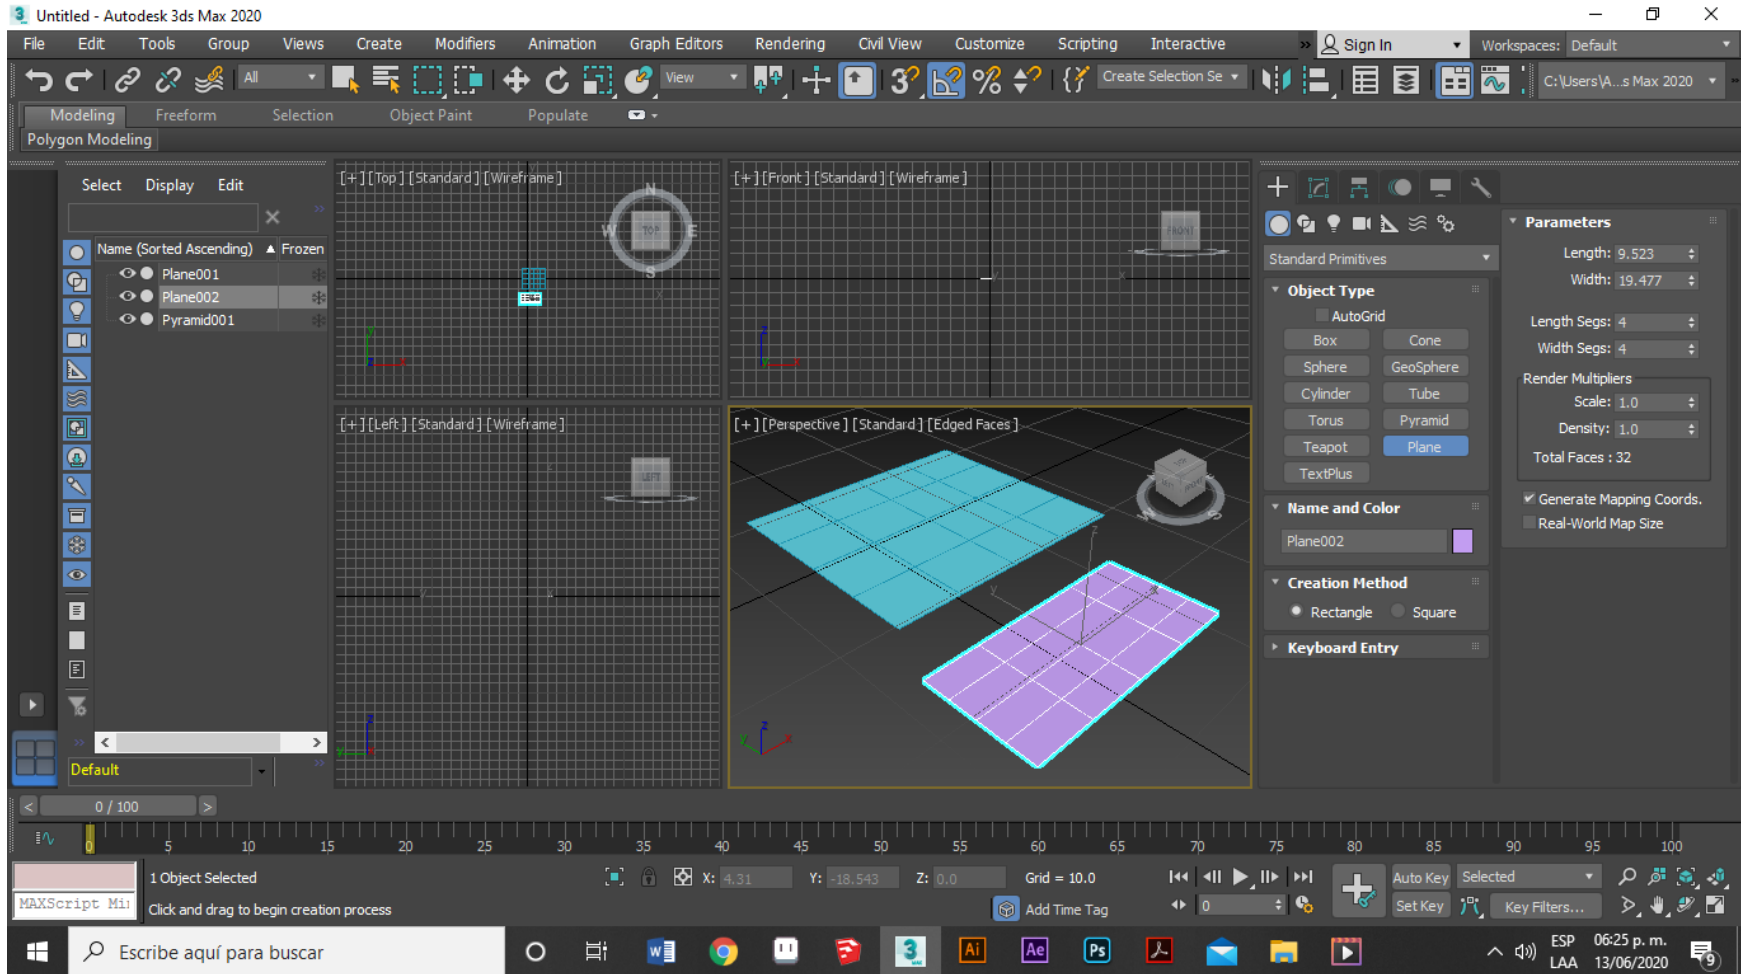 Untitled - Autodesk 3ds Max 2020
File Edit Tools Group Views Create Modifiers Animation Graph Editors Rendering Civil View Customize Scripting Interactive » Sign In Workspaces: Default
All View Create Selection Se C:\Users\A...s Max 2020
Modeling Freeform Selection Object Paint Populate
Polygon Modeling
Select Display Edit
Name (Sorted Ascending) Frozen
Plane001
Plane002
Pyramid001
Default
[+][Top][Standard][Wireframe]
N
W TOP E
S
[+][Front][Standard][Wireframe]
FRONT
[+][Left][Standard][Wireframe]
LEFT
[+][Perspective][Standard][Edged Faces]
Standard Primitives
Object Type
AutoGrid
Box Cone
Sphere GeoSphere
Cylinder Tube
Torus Pyramid
Teapot Plane
TextPlus
Name and Color
Plane002
Creation Method
Rectangle Square
Keyboard Entry
Parameters
Length: 9.523
Width: 19.477
Length Segs: 4
Width Segs: 4
Render Multipliers
Scale: 1.0
Density: 1.0
Total Faces : 32
Generate Mapping Coords.
Real-World Map Size
< 0 / 100 >
0 5 10 15 20 25 30 35 40 45 50 55 60 65 70 75 80 85 90 95 100
1 Object Selected X: 4.31 Y: -18.543 Z: 0.0 Grid = 10.0 Auto Key Selected
MAXScript Mi Click and drag to begin creation process Add Time Tag 0 Set Key Key Filters...
Escribe aquí para buscar
ESP 06:25 p. m.
LAA 13/06/2020 9